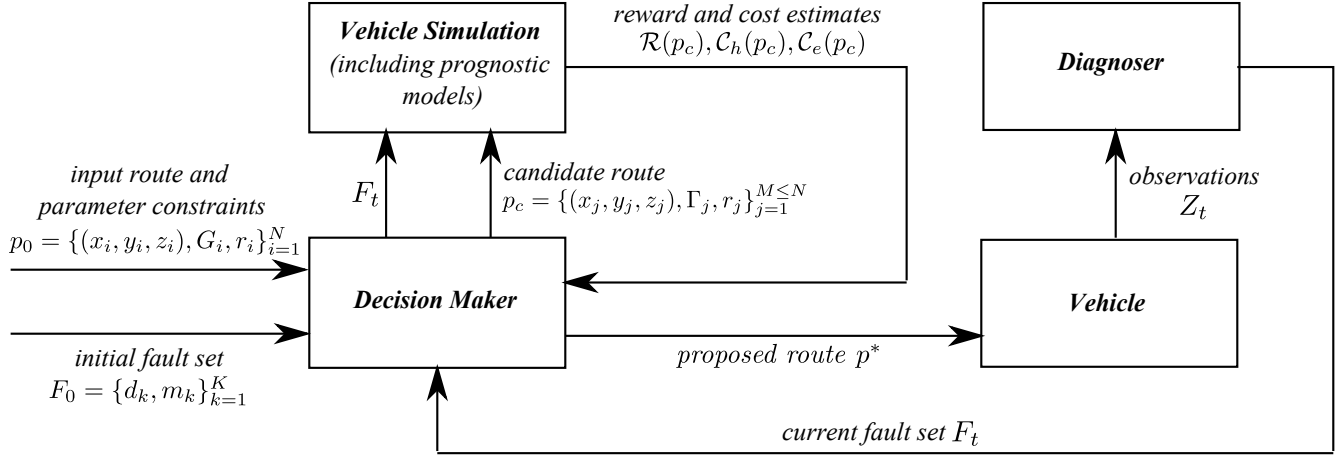 Vehicle Simulation
(including prognostic
models)
reward and cost estimates
𝓡(p_c), 𝓒_h(p_c), 𝓒_e(p_c)
Diagnoser
input route and
parameter constraints
p_0 = {(x_i, y_i, z_i), G_i, r_i}_{i=1}^N
F_t
candidate route
p_c = {(x_j, y_j, z_j), Γ_j, r_j}_{j=1}^{M≤N}
observations
Z_t
Decision Maker
Vehicle
initial fault set
F_0 = {d_k, m_k}_{k=1}^K
proposed route p*
current fault set F_t